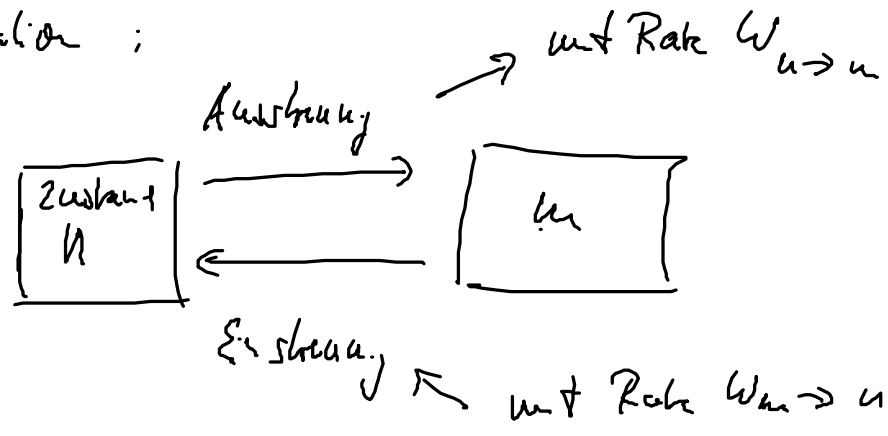 mit Rate W_{n→m}
Ausstreuung
Zustand
n
m
Einstreuung
mit Rate W_{m→n}